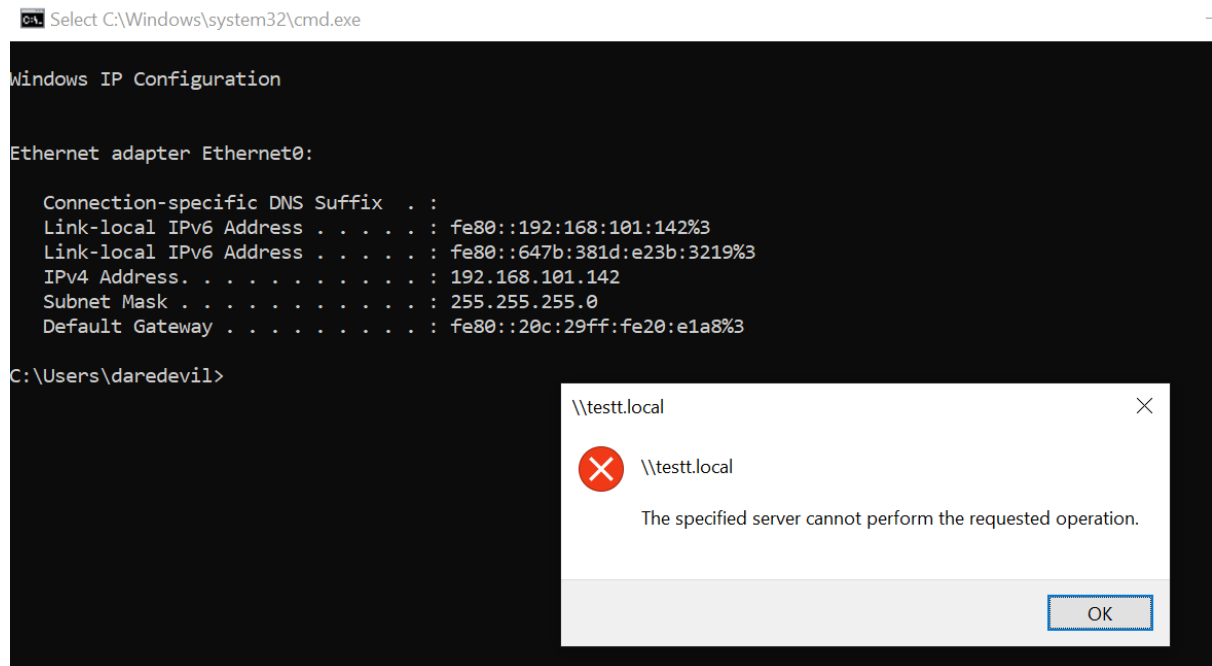 Select C:\Windows\system32\cmd.exe
Windows IP Configuration
Ethernet adapter Ethernet0:
Connection-specific DNS Suffix  . :
Link-local IPv6 Address . . . . . : fe80::192:168:101:142%3
Link-local IPv6 Address . . . . . : fe80::647b:381d:e23b:3219%3
IPv4 Address. . . . . . . . . . . : 192.168.101.142
Subnet Mask . . . . . . . . . . . : 255.255.255.0
Default Gateway . . . . . . . . . : fe80::20c:29ff:fe20:e1a8%3
C:\Users\daredevil>
\\testt.local
\\testt.local
The specified server cannot perform the requested operation.
OK